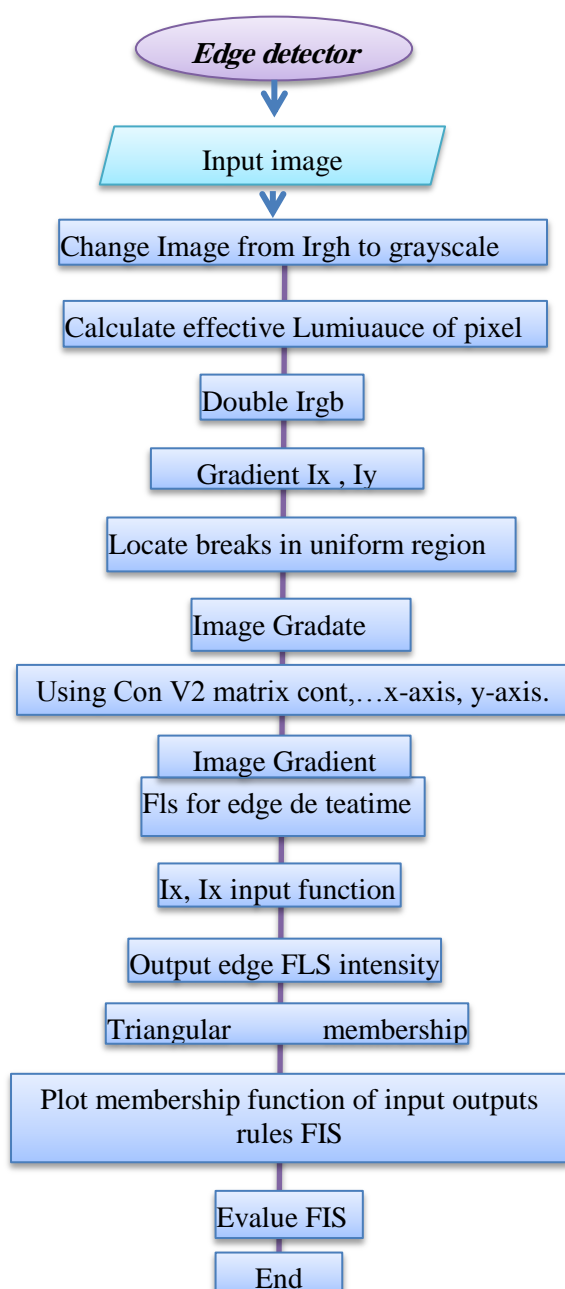 Edge detector
Input image
Change Image from Irgh to grayscale
Calculate effective Lumiuauce of pixel
Double Irgb
Gradient Ix , Iy
Locate breaks in uniform region
Image Gradate
Using Con V2 matrix cont,…x-axis, y-axis.
Image Gradient
Fls for edge de teatime
Ix, Ix input function
Output edge FLS intensity
Triangular membership
Plot membership function of input outputs
rules FIS
Evalue FIS
End